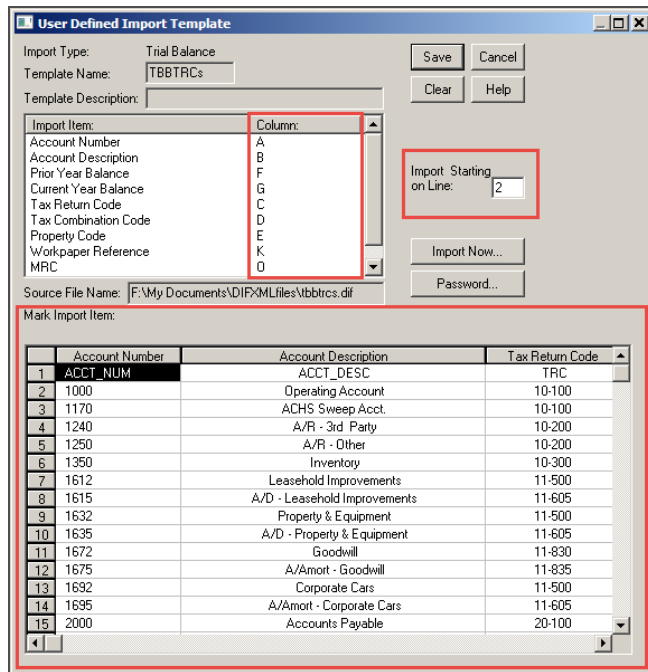 User Defined Import Template
Import Type: Trial Balance
Template Name: TBBTRCs
Template Description:
Save Cancel
Clear Help
Import Item: Column:
Account Number A
Account Description B
Prior Year Balance F
Current Year Balance G
Tax Return Code C
Tax Combination Code D
Property Code E
Workpaper Reference K
MRC O
Import Starting
on Line: 2
Import Now...
Password...
Source File Name: F:\My Documents\DIFXMLfiles\tbbtrcs.dif
Mark Import Item:
Account Number Account Description Tax Return Code
1 ACCT_NUM ACCT_DESC TRC
2 1000 Operating Account 10-100
3 1170 ACHS Sweep Acct. 10-100
4 1240 A/R - 3rd Party 10-200
5 1250 A/R - Other 10-200
6 1350 Inventory 10-300
7 1612 Leasehold Improvements 11-500
8 1615 A/D - Leasehold Improvements 11-605
9 1632 Property & Equipment 11-500
10 1635 A/D - Property & Equipment 11-605
11 1672 Goodwill 11-830
12 1675 A/Amort - Goodwill 11-835
13 1692 Corporate Cars 11-500
14 1695 A/Amort - Corporate Cars 11-605
15 2000 Accounts Payable 20-100